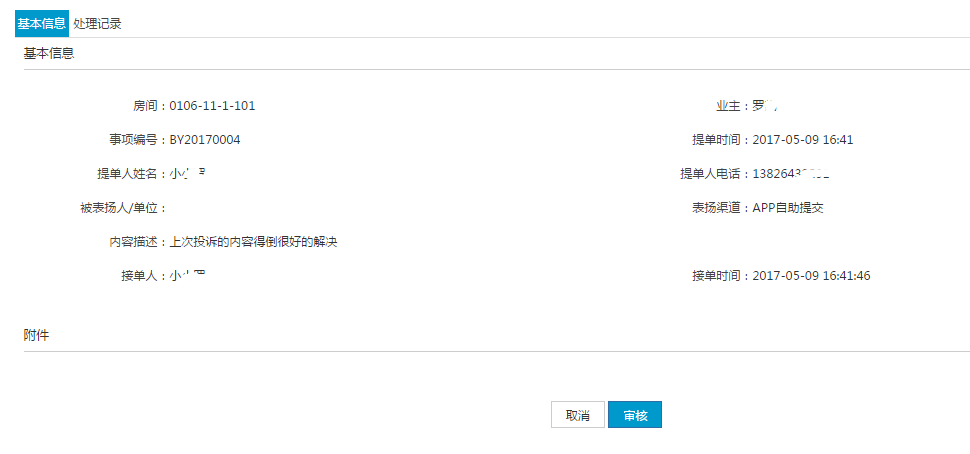 基本信息 处理记录
基本信息
房间：0106-11-1-101 业主：罗
事项编号：BY20170004 提单时间：2017-05-09 16:41
提单人姓名：小 提单人电话：1382643
被表扬人/单位： 表扬渠道：APP自助提交
内容描述：上次投诉的内容得倒很好的解决
接单人：小 接单时间：2017-05-09 16:41:46
附件
取消 审核